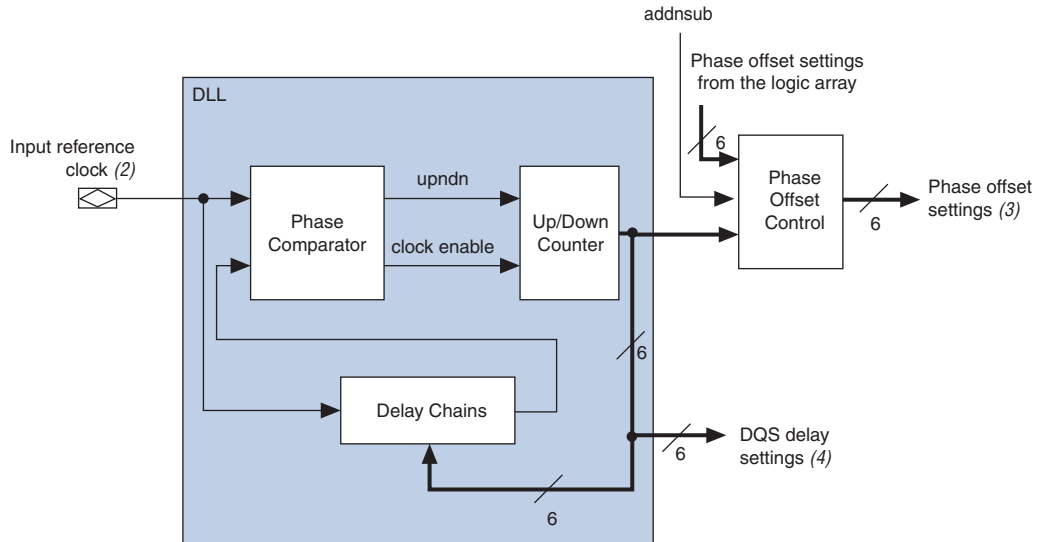 addnsub
Phase offset settings
from the logic array
DLL
6
Input reference
clock (2)
upndn
Phase
Comparator
clock enable
Up/Down
Counter
Phase
Offset
Control
6
Phase offset
settings (3)
6
Delay Chains
6
DQS delay
settings (4)
6